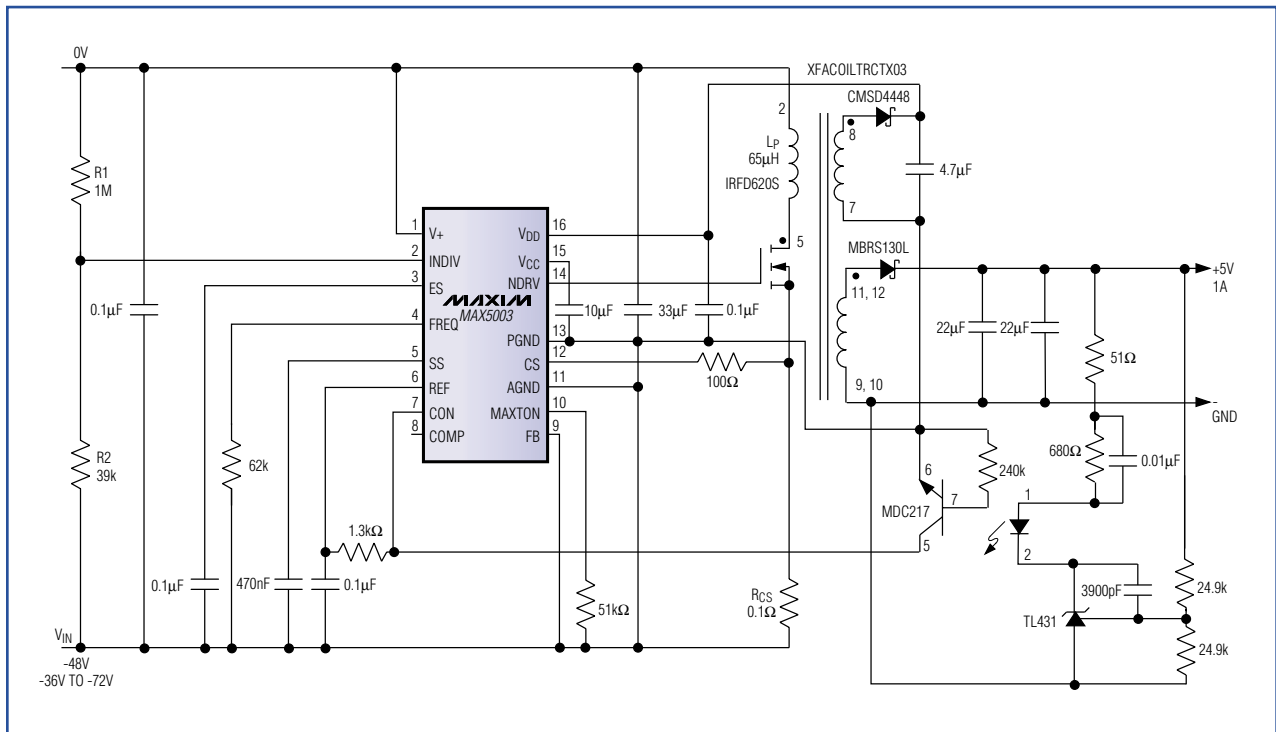 0V
XFACOILTRCTX03
CMSD4448
2
8
LP
65µH
IRFD620S
4.7µF
R1
1M
7
1
V+
VDD
16
5
MBRS130L
2
INDIV
VCC
15
+5V
1A
3
ES
NDRV
14
11, 12
MAXIM
MAX5003
0.1µF
10µF
33µF
0.1µF
22µF
22µF
4
FREQ
PGND
13
51Ω
5
SS
CS
12
100Ω
6
REF
AGND
11
9, 10
-
GND
7
CON
MAXTON
10
8
COMP
FB
9
R2
39k
62k
680Ω
0.01µF
240k
6
7
MDC217
5
1
2
1.3kΩ
0.1µF
470nF
0.1µF
51kΩ
RCS
0.1Ω
3900pF
24.9k
TL431
24.9k
VIN
-48V
-36V TO -72V